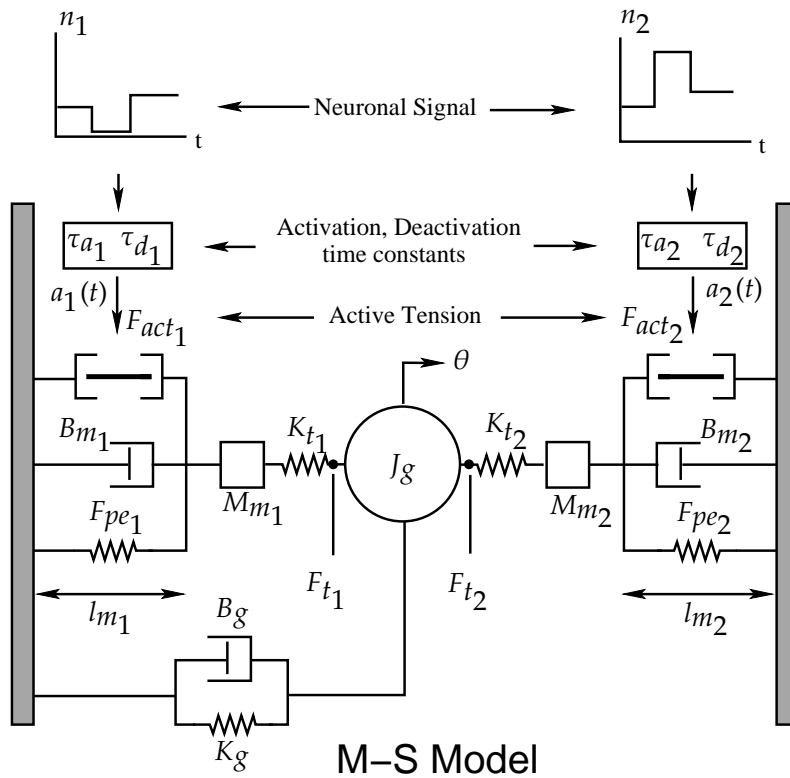 n1
n2
t
Neuronal Signal
t
τa1 τd1
Activation, Deactivation
time constants
τa2 τd2
a1(t)
a2(t)
Fact1
Active Tension
Fact2
θ
Bm1
Kt1
Jg
Kt2
Bm2
Mm1
Mm2
Fpe1
Fpe2
Ft1
Ft2
lm1
lm2
Bg
Kg
M–S Model